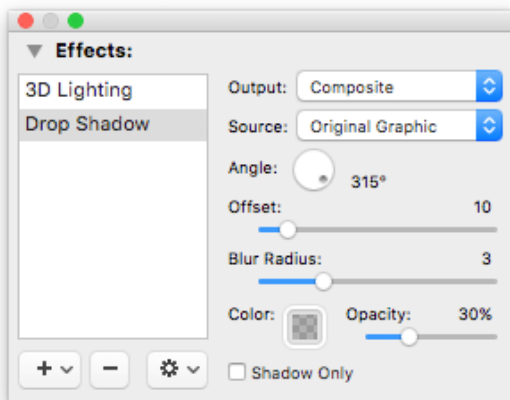 Effects:
3D Lighting
Drop Shadow
Output: Composite
Source: Original Graphic
Angle: 315°
Offset: 10
Blur Radius: 3
Color: Opacity: 30%
Shadow Only